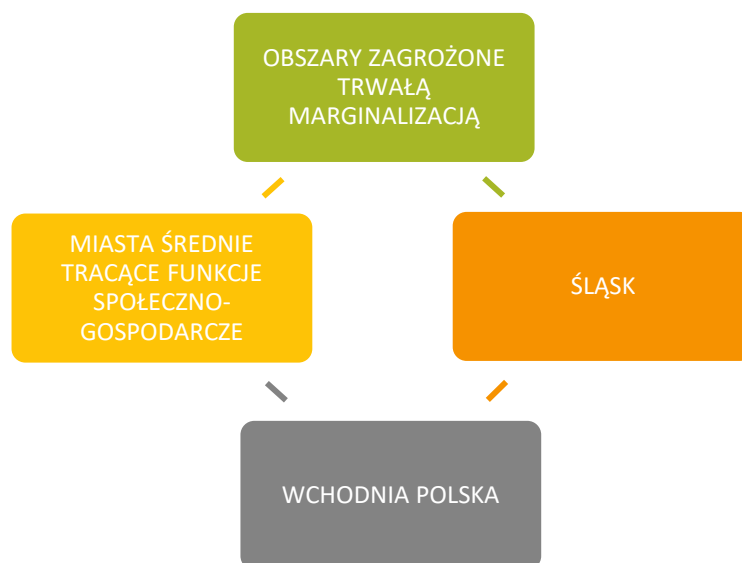 OBSZARY ZAGROŻONE
TRWAŁĄ
MARGINALIZACJĄ
MIASTA ŚREDNIE
TRACĄCE FUNKCJE
SPOŁECZNO-
GOSPODARCZE
ŚLĄSK
WCHODNIA POLSKA